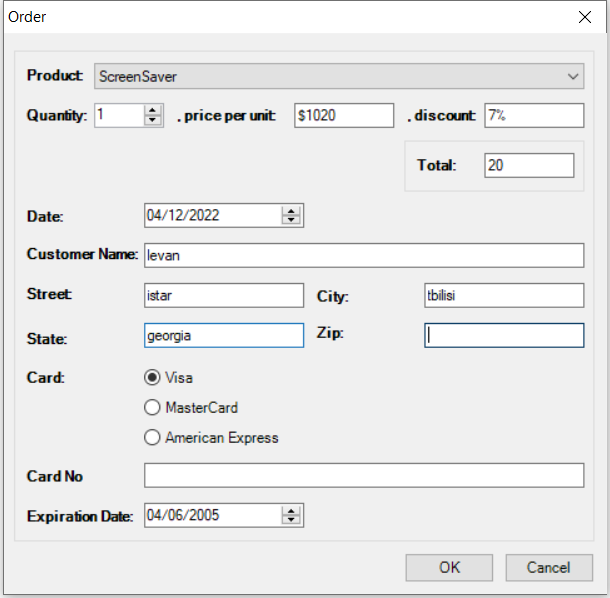 Order
Product: ScreenSaver
Quantity: 1 , price per unit: $1020 , discount: 7%
Total: 20
Date: 04/12/2022
Customer Name: levan
Street: istar City: tbilisi
State: georgia Zip:
Card: Visa
MasterCard
American Express
Card No
Expiration Date: 04/06/2005
OK Cancel